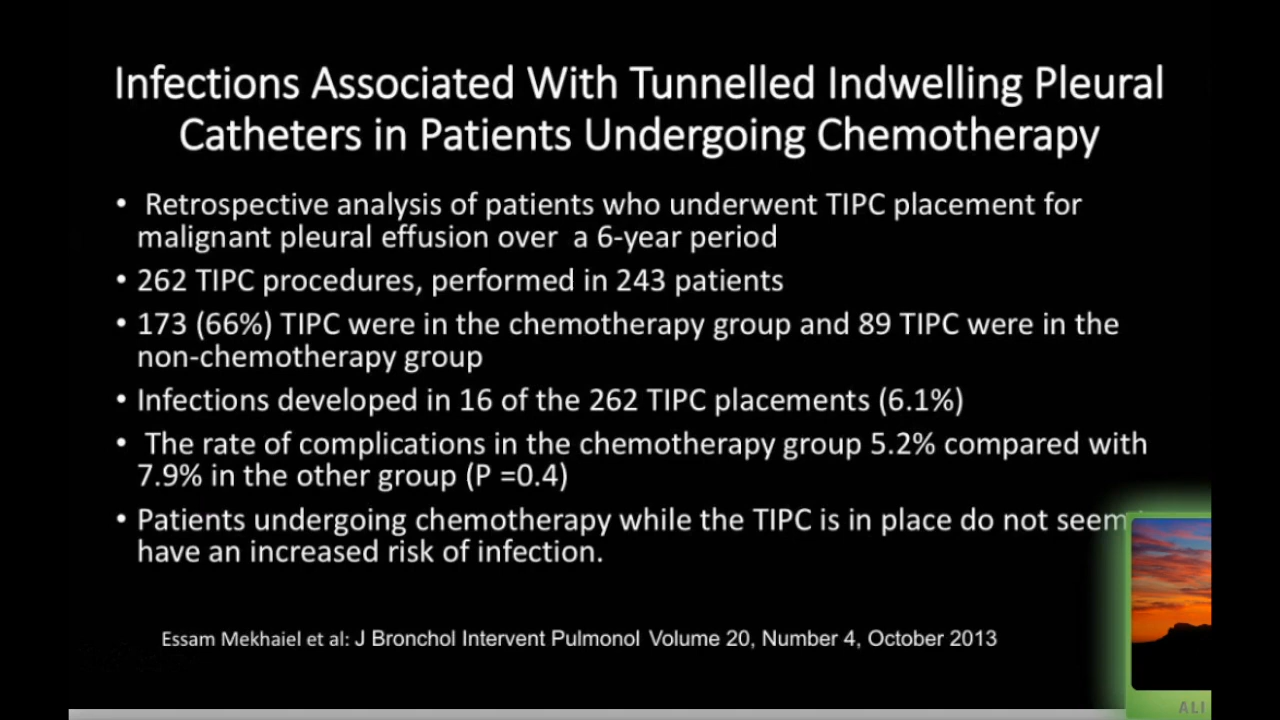 Infections Associated With Tunnelled Indwelling Pleural
Catheters in Patients Undergoing Chemotherapy
• Retrospective analysis of patients who underwent TIPC placement for
malignant pleural effusion over a 6-year period
• 262 TIPC procedures, performed in 243 patients
• 173 (66%) TIPC were in the chemotherapy group and 89 TIPC were in the
non-chemotherapy group
• Infections developed in 16 of the 262 TIPC placements (6.1%)
• The rate of complications in the chemotherapy group 5.2% compared with
7.9% in the other group (P =0.4)
• Patients undergoing chemotherapy while the TIPC is in place do not seem
have an increased risk of infection.
Essam Mekhaiel et al: J Bronchol Intervent Pulmonol Volume 20, Number 4, October 2013
ALI